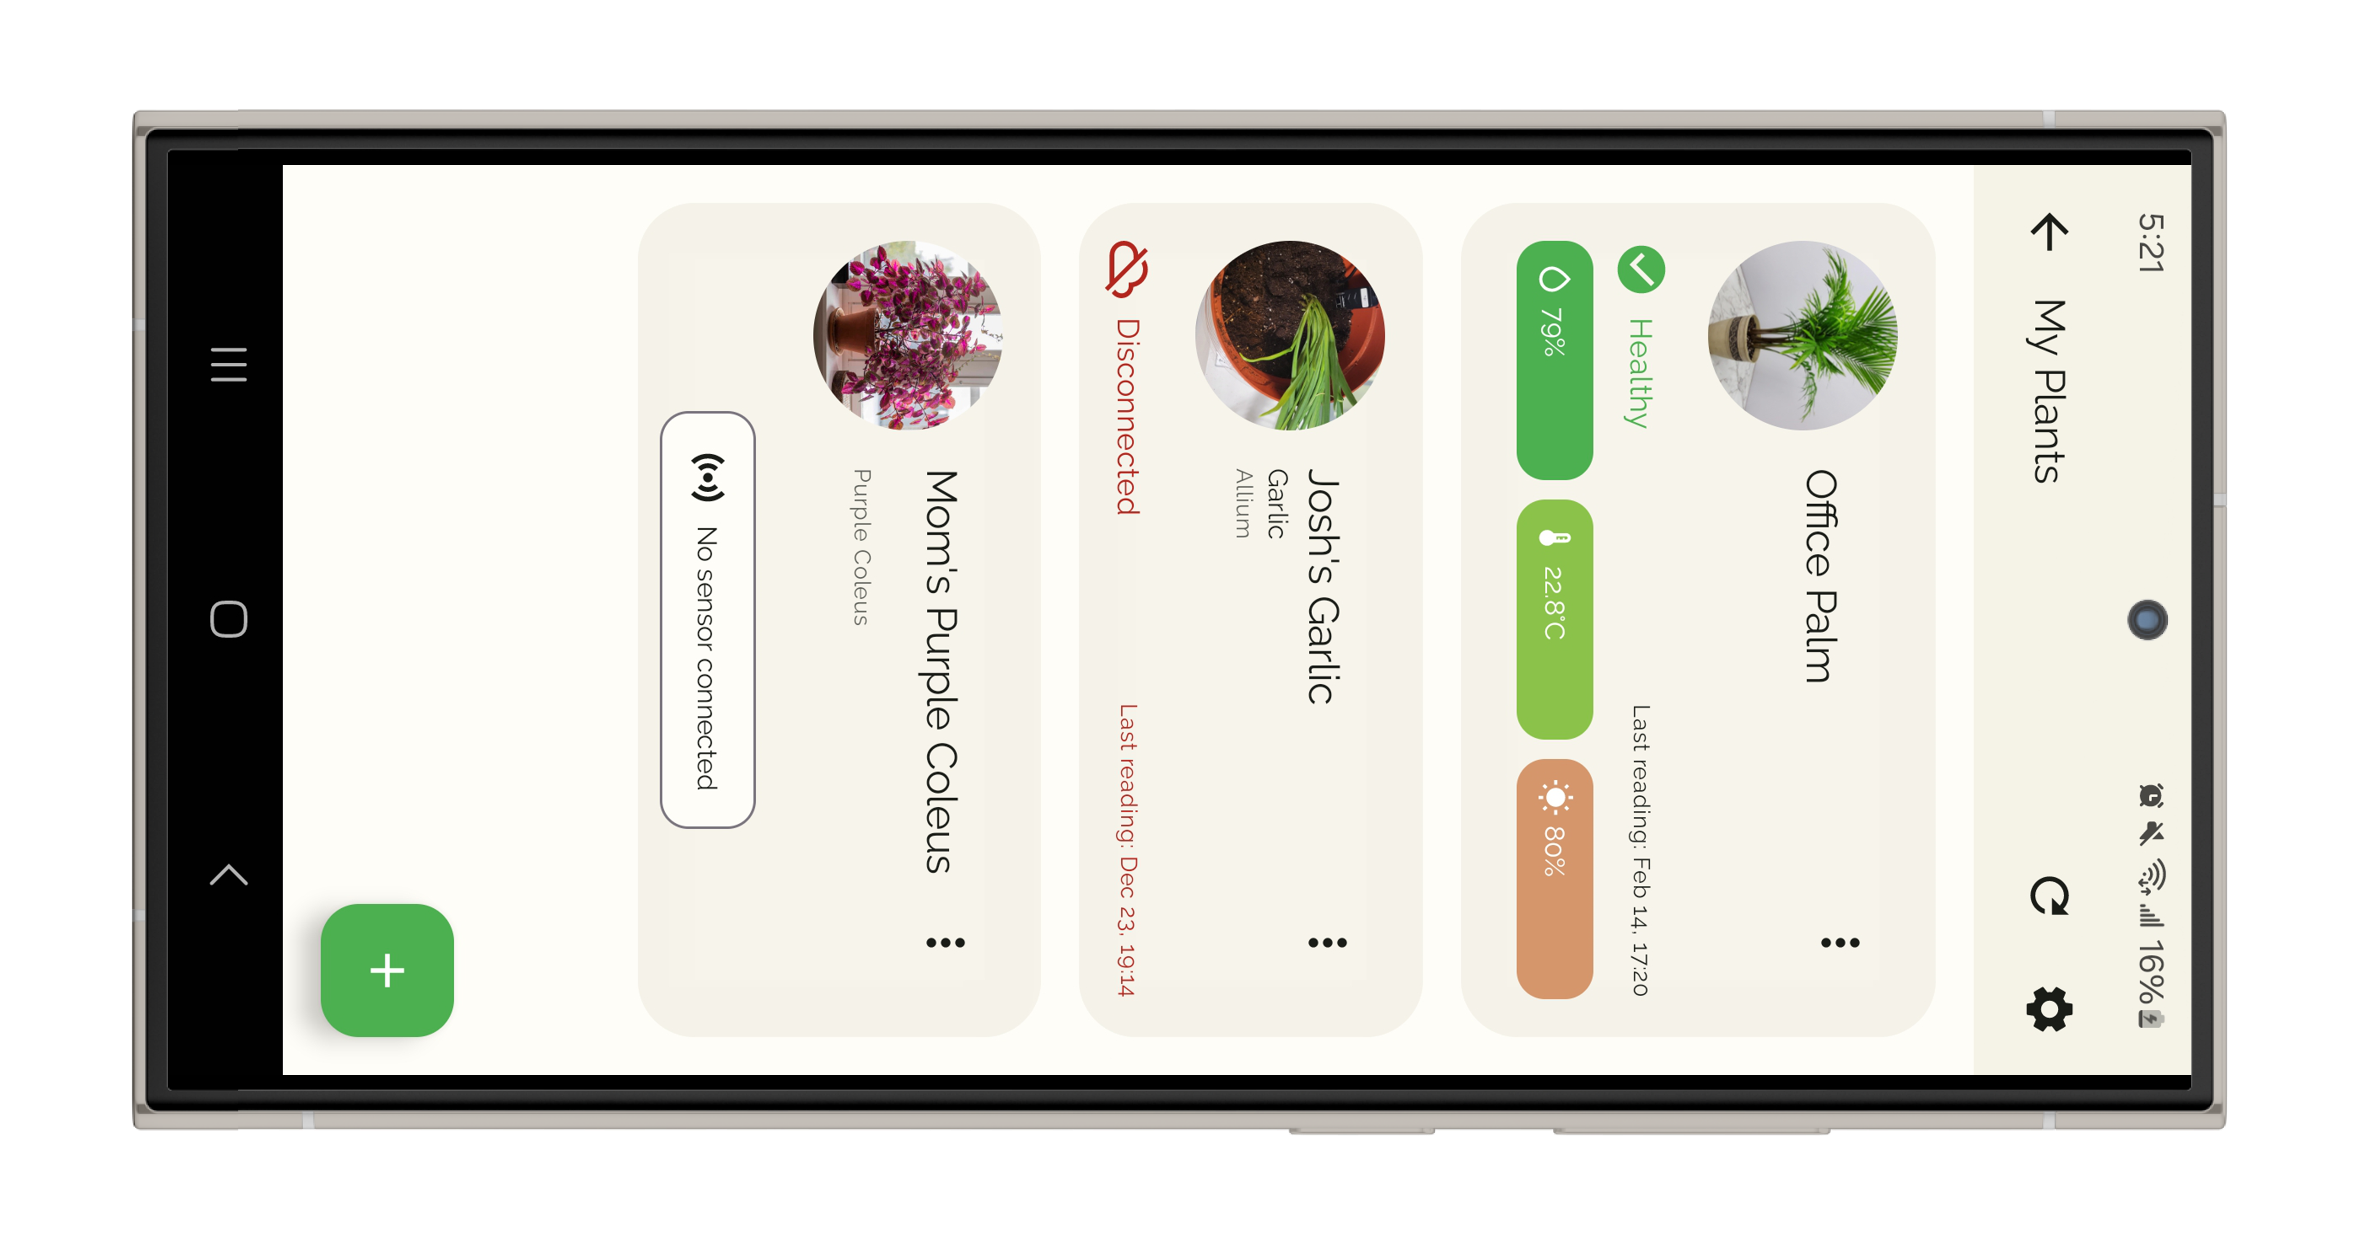 5:21
16%
My Plants
Office Palm
Healthy
Last reading: Feb 14, 17:20
79%
22.8°C
80%
Josh's Garlic
Garlic
Allium
Disconnected
Last reading: Dec 23, 19:14
Mom's Purple Coleus
Purple Coleus
No sensor connected